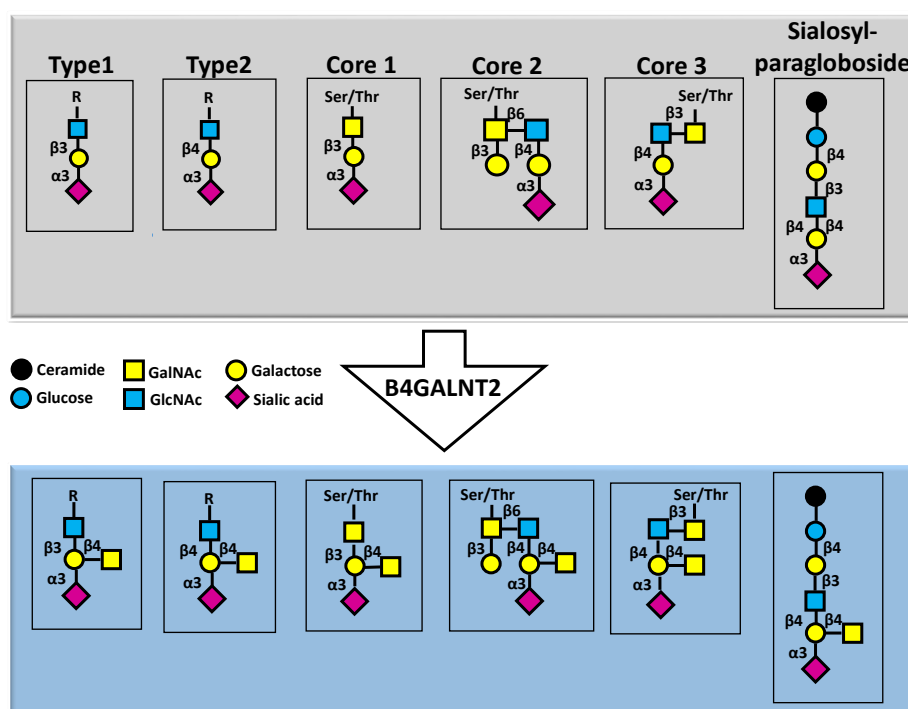 Type1
R
β3
α3
Type2
R
β4
α3
Core 1
Ser/Thr
β3
α3
Core 2
Ser/Thr
β6
β3
β4
α3
Core 3
Ser/Thr
β3
β4
α3
Sialosyl-
paragloboside
β4
β3
β4 β4
α3
Ceramide
GalNAc
Galactose
Glucose
GlcNAc
Sialic acid
B4GALNT2
R
β3 β4
α3
R
β4 β4
α3
Ser/Thr
β3 β4
α3
Ser/Thr
β6
β3
β4 β4
α3
Ser/Thr
β3
β4 β4
α3
β4
β3
β4 β4
α3